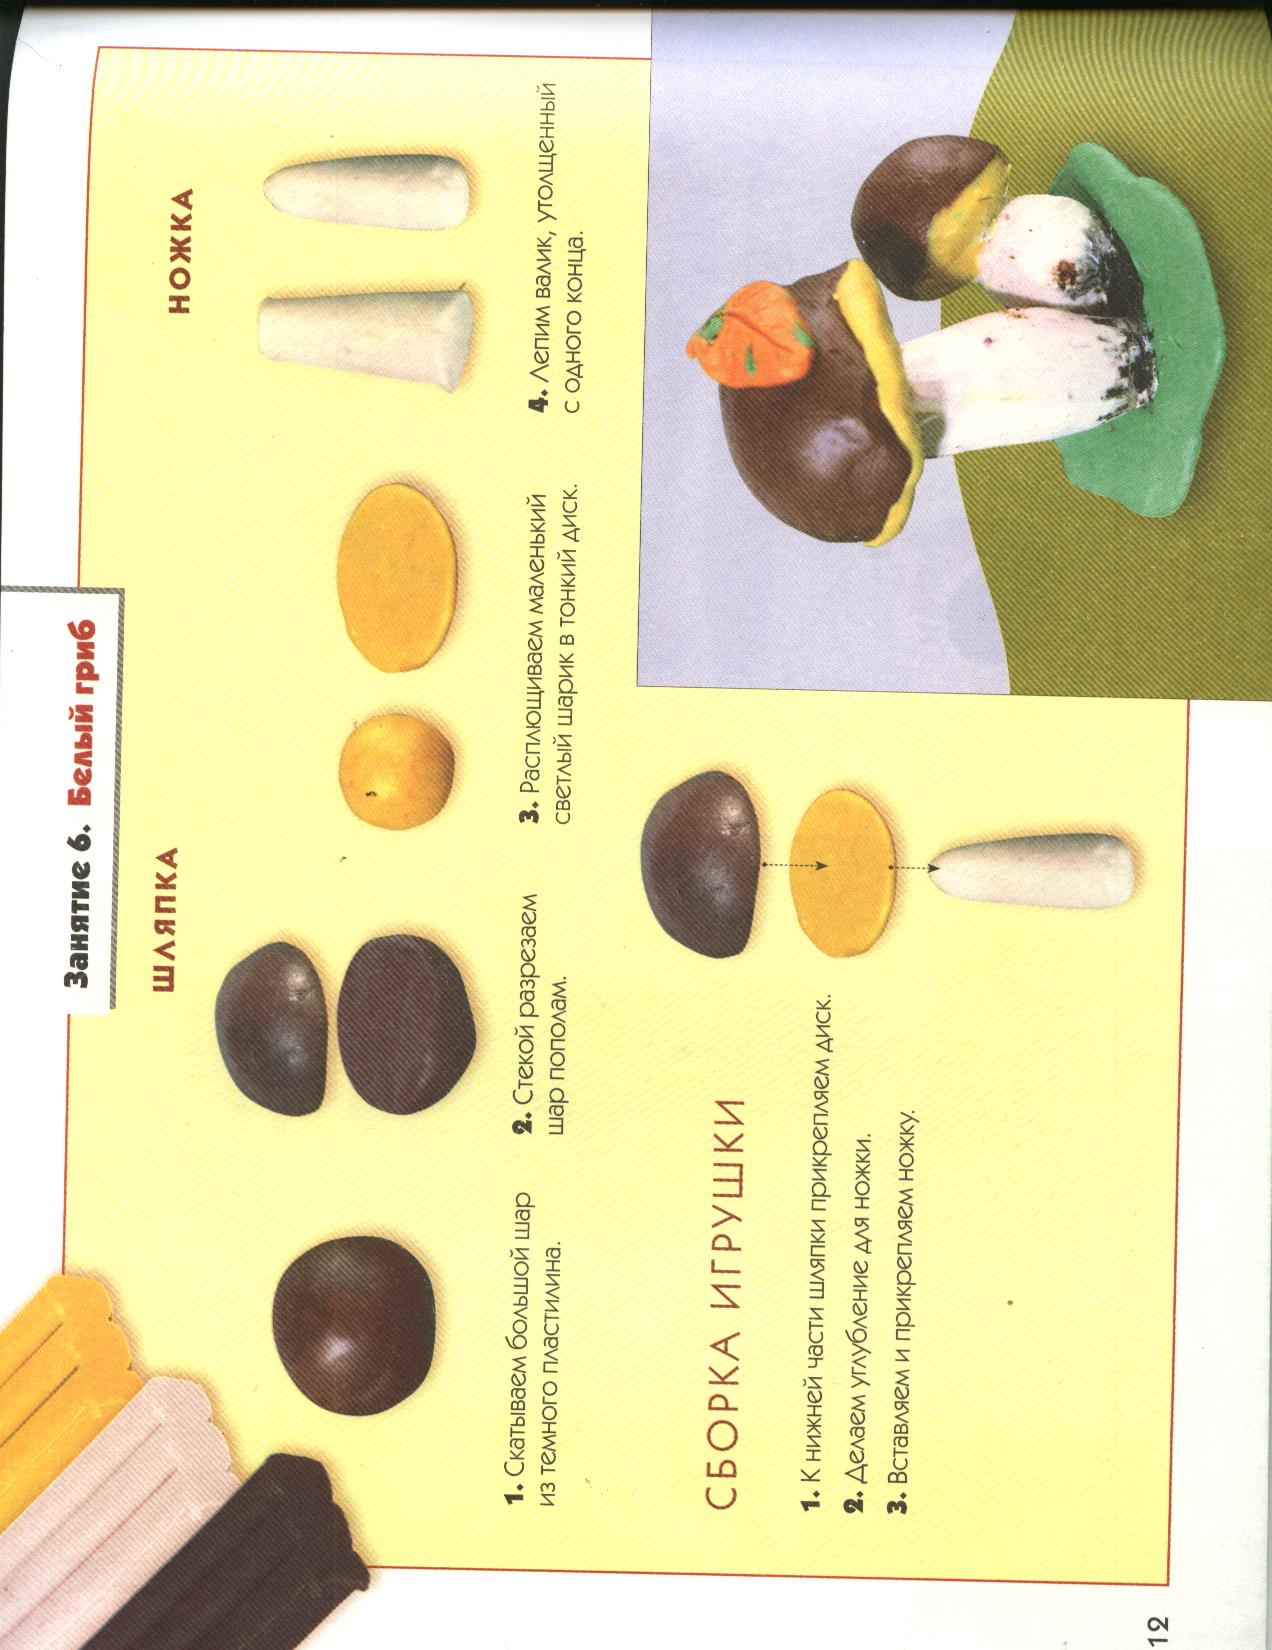 Занятие 6. Белый гриб
ШЛЯПКА
НОЖКА
1. Скатываем большой шар
из темного пластилина.
2. Стекой разрезаем
шар пополам.
3. Расплющиваем маленький
светлый шарик в тонкий диск.
4. Лепим валик, утолщенный
с одного конца.
СБОРКА ИГРУШКИ
1. К нижней части шляпки прикрепляем диск.
2. Делаем углубление для ножки.
3. Вставляем и прикрепляем ножку.
12